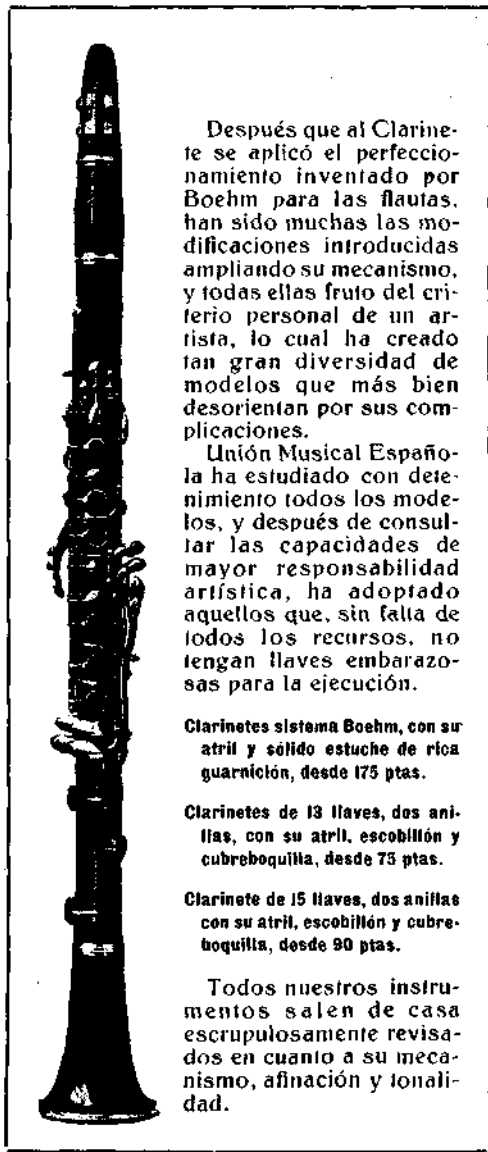 Después que al Clarine-
te se aplicó el perfeccio-
namiento inventado por
Boehm para las flautas,
han sido muchas las mo-
dificaciones introducidas
ampliando su mecanismo,
y todas ellas fruto del cri-
terio personal de un ar-
tista, lo cual ha creado
tan gran diversidad de
modelos que más bien
desorientan por sus com-
plicaciones.
Unión Musical Españo-
la ha estudiado con dete-
nimiento todos los mode-
los, y después de consul-
tar las capacidades de
mayor responsabilidad
artística, ha adoptado
aquellos que, sin falta de
todos los recursos, no
tengan llaves embarazo-
sas para la ejecución.
Clarinetes sistema Boehm, con su
atril y sólido estuche de rica
guarnición, desde 175 ptas.
Clarinetes de 13 llaves, dos ani-
llas, con su atril, escobillón y
cubreboquilla, desde 75 ptas.
Clarinete de 15 llaves, dos anillas
con su atril, escobillón y cubre-
boquilla, desde 90 ptas.
Todos nuestros instru-
mentos salen de casa
escrupulosamente revisa-
dos en cuanto a su meca-
nismo, afinación y tonali-
dad.